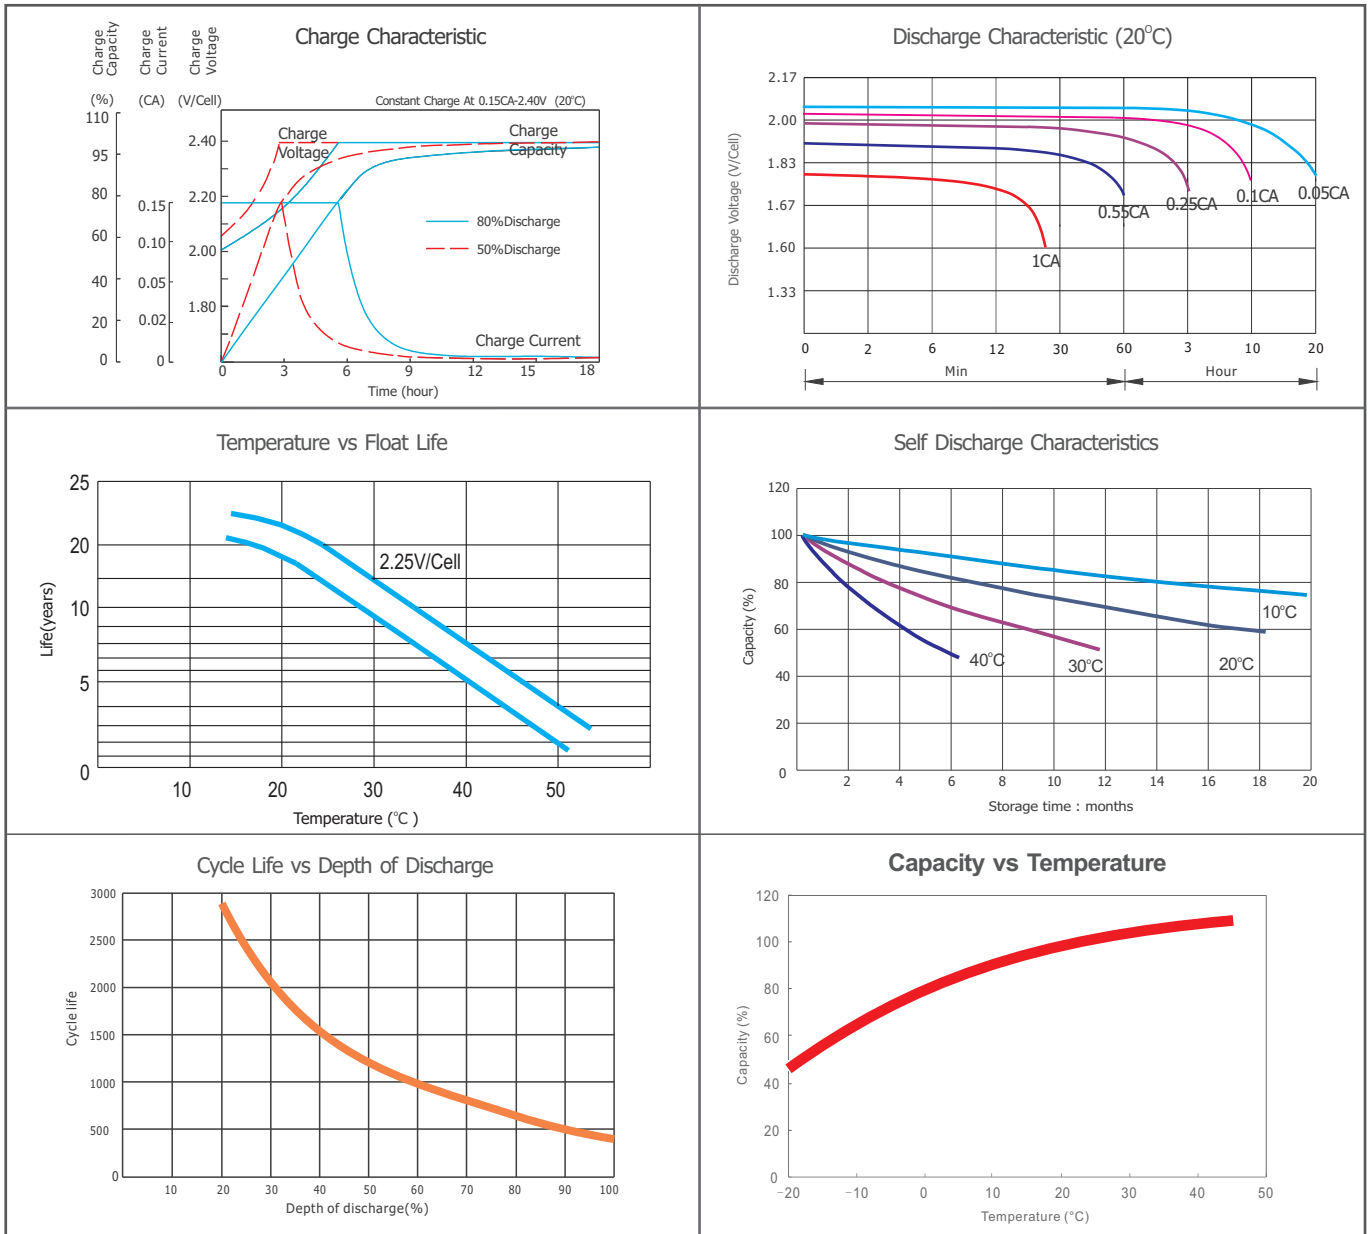 Charge Characteristic
Charge Capacity
Charge Current
Charge Voltage
(%)
(CA)
(V/Cell)
Constant Charge At 0.15CA-2.40V (20°C)
110
95
80
60
40
20
0
0.15
0.10
0.05
0.02
0
2.40
2.20
2.00
1.80
Charge
Voltage
Charge
Capacity
80%Discharge
50%Discharge
Charge Current
0 3 6 9 12 15 18
Time (hour)
Discharge Characteristic (20°C)
Discharge Voltage (V/Cell)
2.17
2.00
1.83
1.67
1.60
1.33
1CA
0.55CA
0.25CA
0.1CA
0.05CA
0 2 6 12 30 60 3 10 20
Min
Hour
Temperature vs Float Life
Life(years)
25
20
10
5
0
2.25V/Cell
10 20 30 40 50
Temperature (°C )
Self Discharge Characteristics
Capacity (%)
120
100
80
60
40
20
0
40°C
30°C
20°C
10°C
2 4 6 8 10 12 14 16 18 20
Storage time : months
Cycle Life vs Depth of Discharge
Cycle life
3000
2500
2000
1500
1000
500
0
10 20 30 40 50 60 70 80 90 100
Depth of discharge(%)
Capacity vs Temperature
Capacity (%)
120
100
80
60
40
20
0
-20 -10 0 10 20 30 40 50
Temperature (°C)